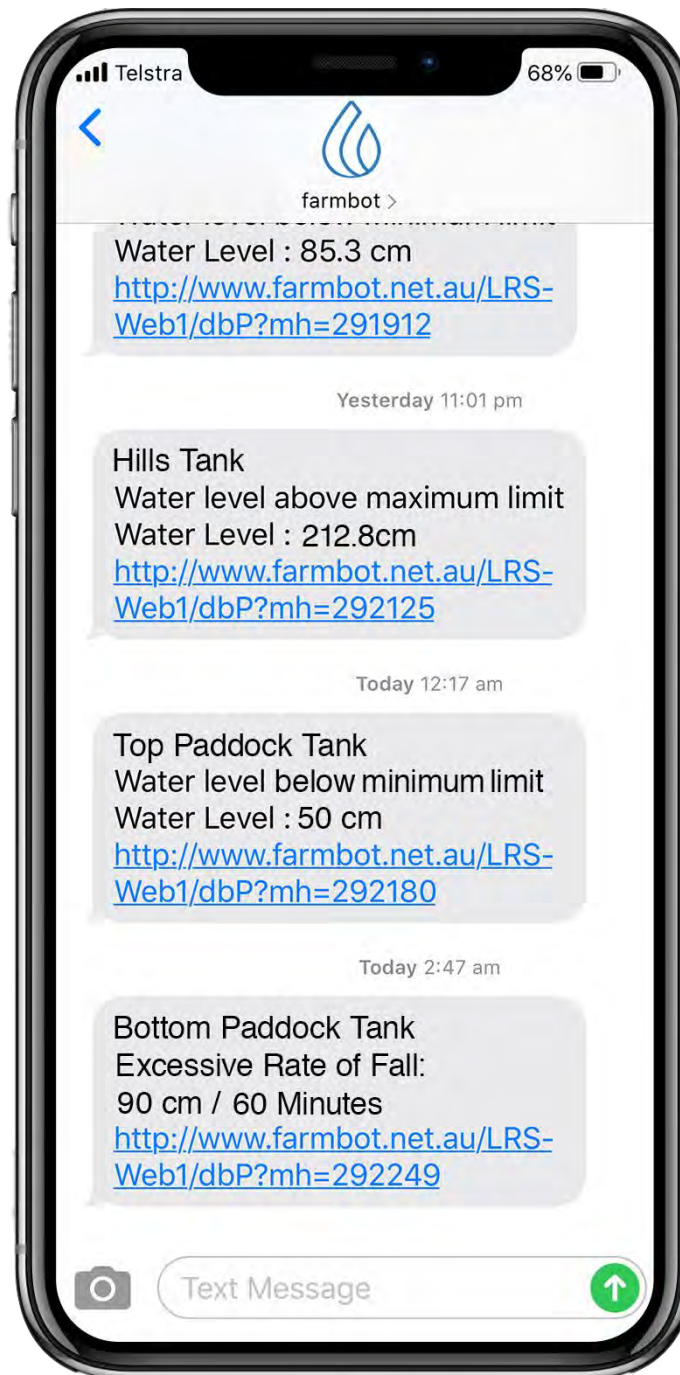 Telstra
68%
farmbot >
Water level below minimum limit
Water Level : 85.3 cm
http://www.farmbot.net.au/LRS-
Web1/dbP?mh=291912
Yesterday 11:01 pm
Hills Tank
Water level above maximum limit
Water Level : 212.8cm
http://www.farmbot.net.au/LRS-
Web1/dbP?mh=292125
Today 12:17 am
Top Paddock Tank
Water level below minimum limit
Water Level : 50 cm
http://www.farmbot.net.au/LRS-
Web1/dbP?mh=292180
Today 2:47 am
Bottom Paddock Tank
Excessive Rate of Fall:
90 cm / 60 Minutes
http://www.farmbot.net.au/LRS-
Web1/dbP?mh=292249
Text Message